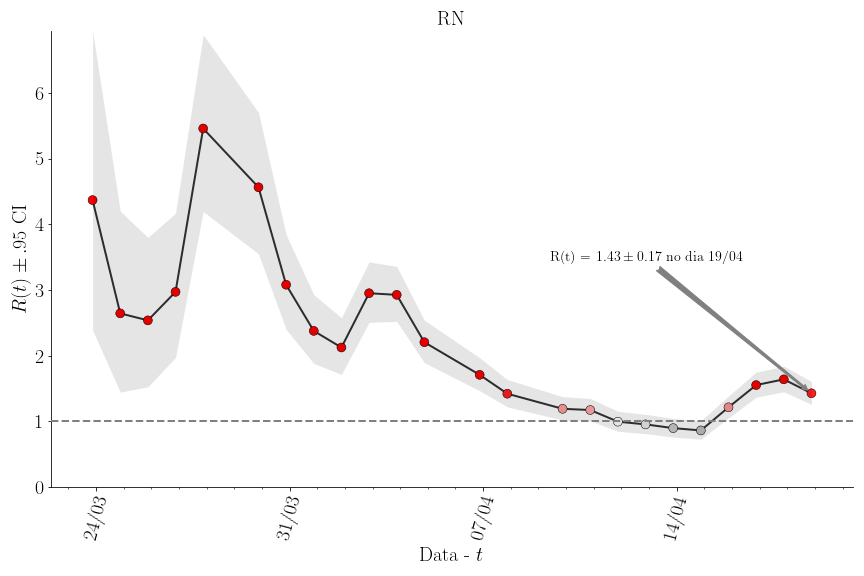 RN
R(t) ± .95 CI
6
5
4
3
2
1
0
R(t) = 1.43 ± 0.17 no dia 19/04
24/03
31/03
07/04
14/04
Data - t